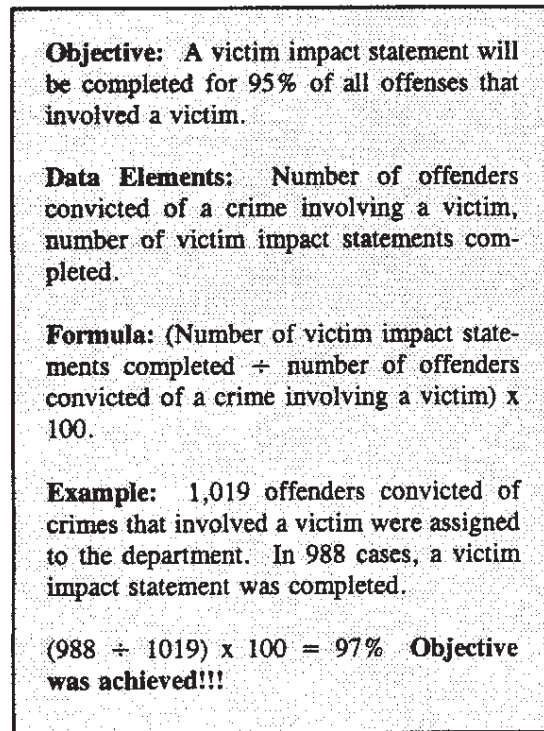 Objective: A victim impact statement will
be completed for 95% of all offenses that
involved a victim.
Data Elements: Number of offenders
convicted of a crime involving a victim,
number of victim impact statements com-
pleted.
Formula: (Number of victim impact state-
ments completed ÷ number of offenders
convicted of a crime involving a victim) x
100.
Example: 1,019 offenders convicted of
crimes that involved a victim were assigned
to the department. In 988 cases, a victim
impact statement was completed.
(988 ÷ 1019) x 100 = 97% Objective
was achieved!!!